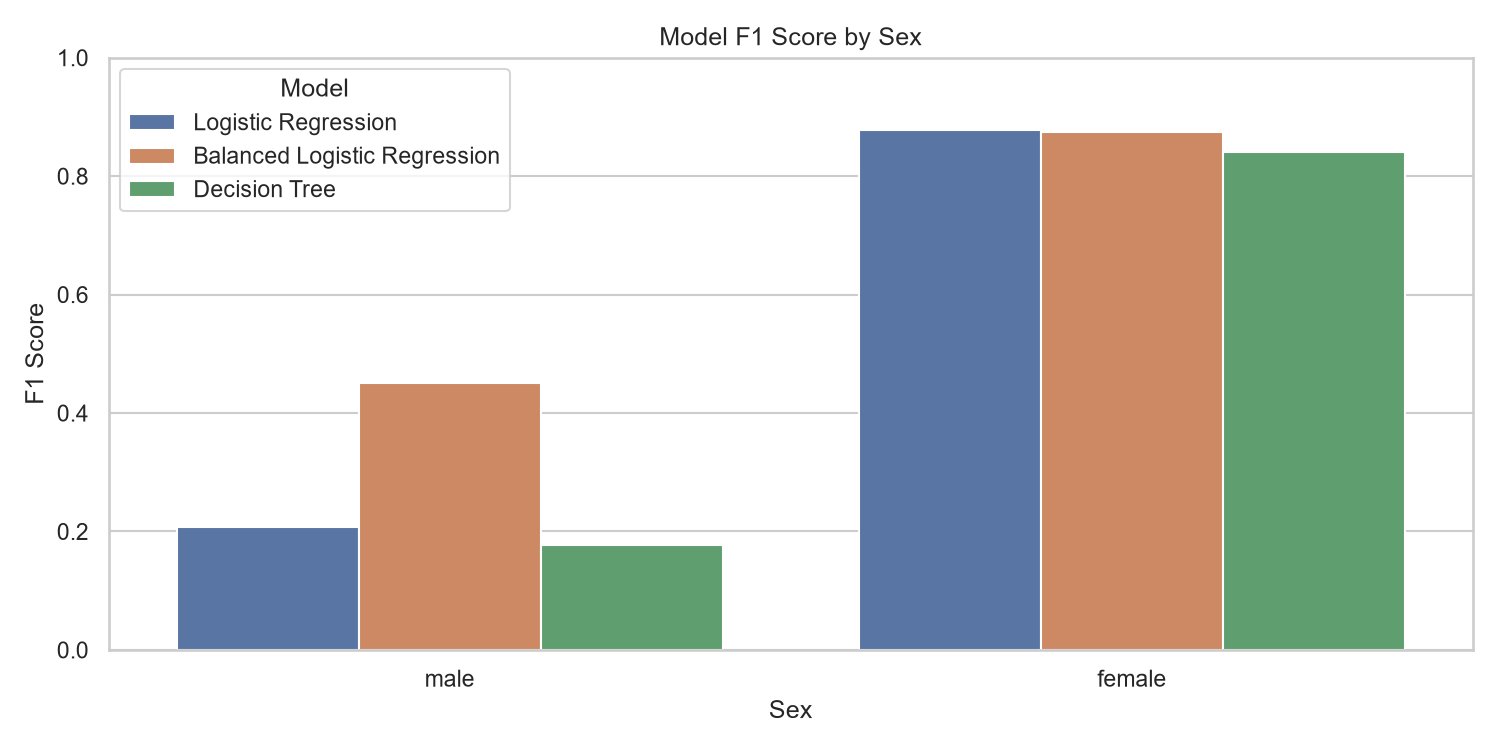 Model F1 Score by Sex
1.0
0.8
0.6
0.4
0.2
0.0
F1 Score
Model
Logistic Regression
Balanced Logistic Regression
Decision Tree
male
female
Sex